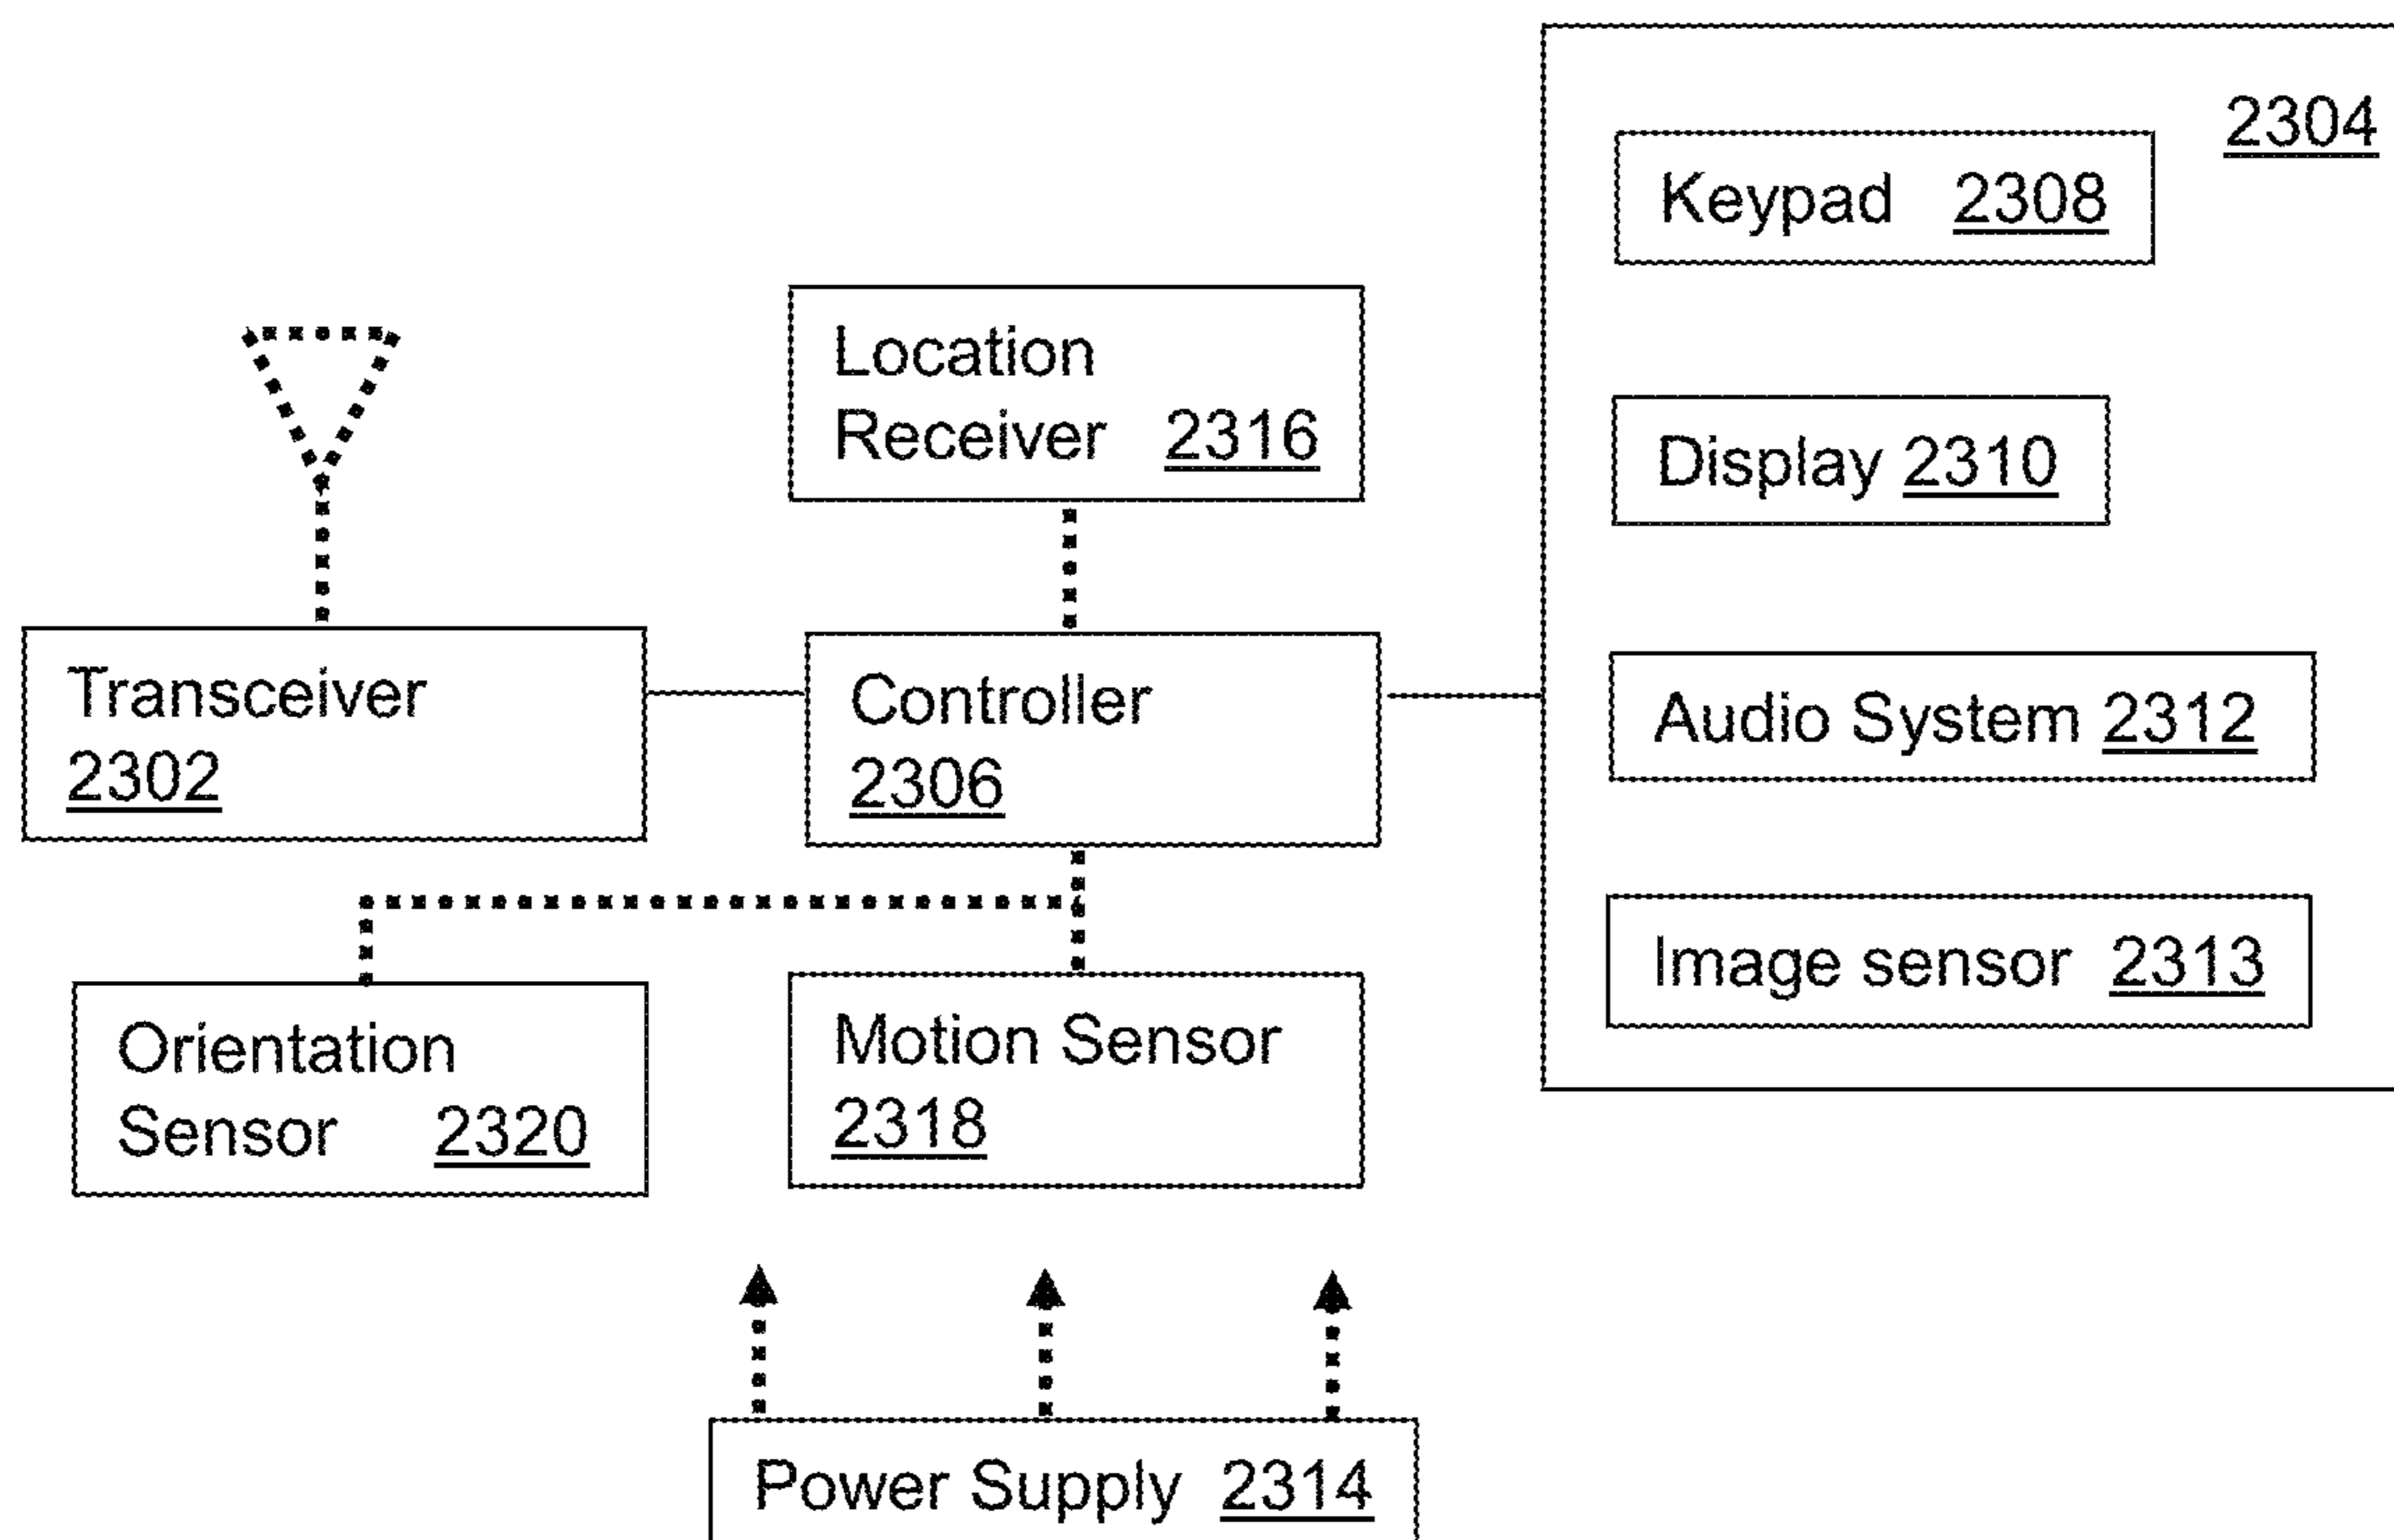 2304
Keypad 2308
Location
Receiver 2316
Display 2310
Transceiver
2302
Controller
2306
Audio System 2312
Image sensor 2313
Orientation
Sensor 2320
Motion Sensor
2318
Power Supply 2314